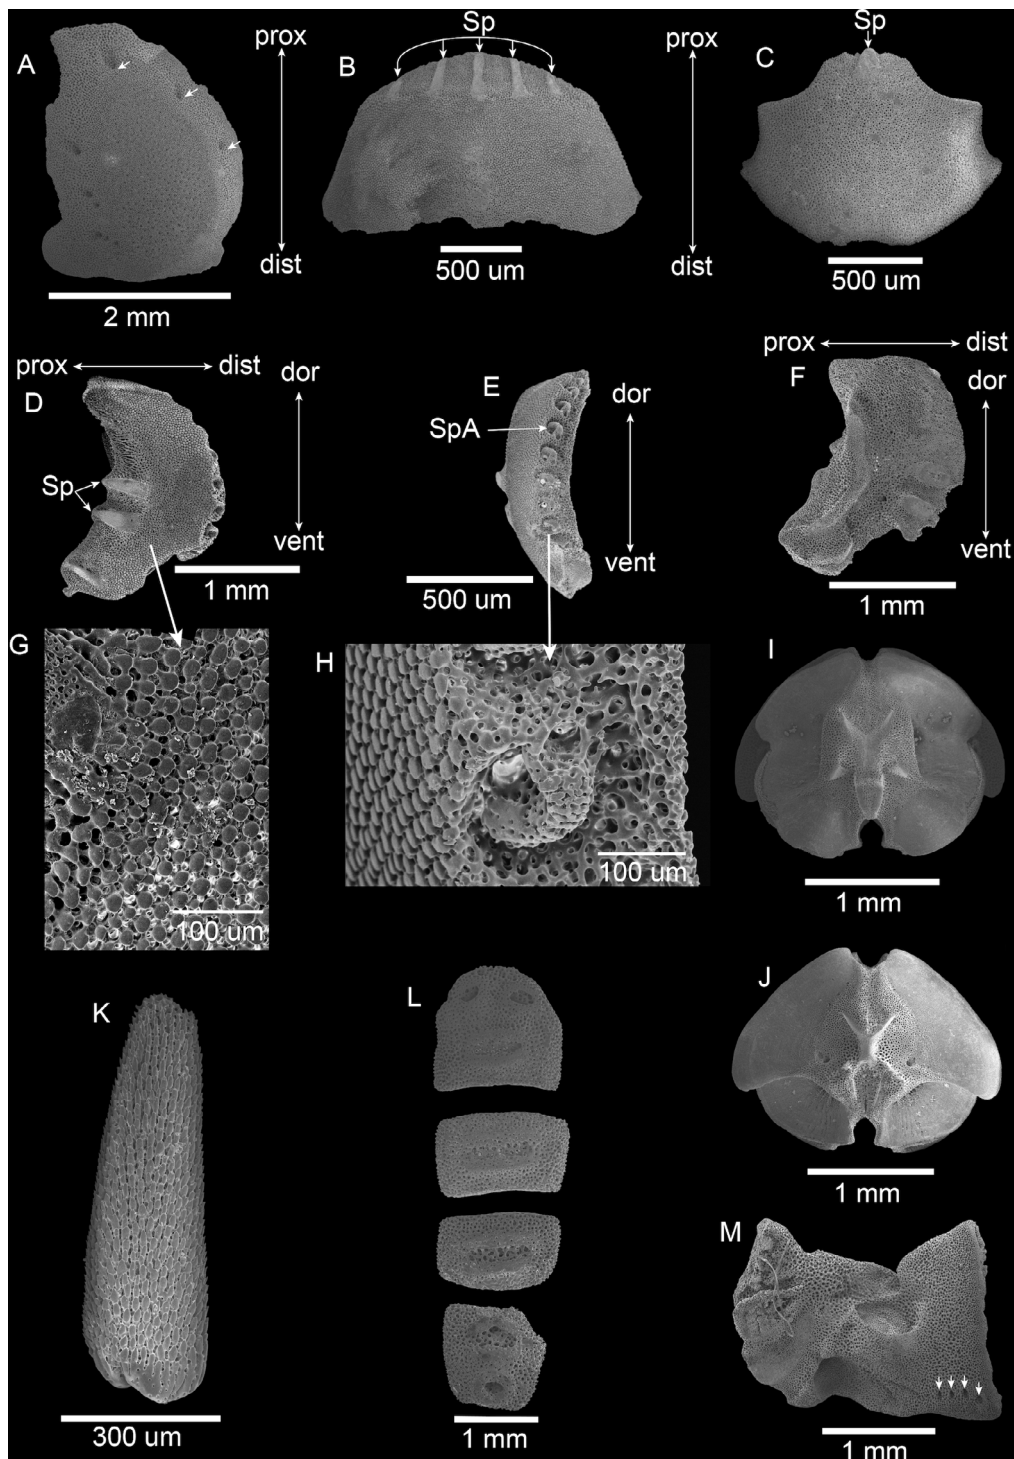 A
B
Sp
prox
dist
C
Sp
2 mm
500 um
500 um
prox
dist
D
dor
vent
Sp
1 mm
E
SpA
dor
vent
500 um
prox
dist
F
dor
vent
1 mm
G
100 um
H
100 um
I
1 mm
J
1 mm
K
300 um
L
1 mm
M
1 mm
prox
dist